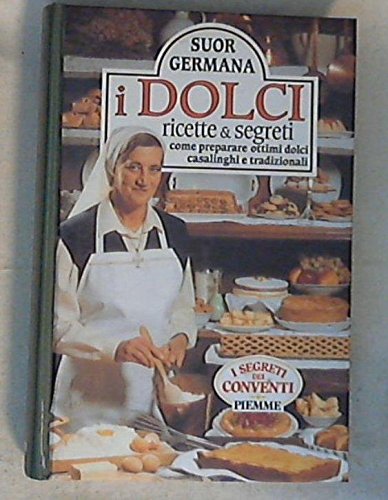 SUOR
GERMANA
i DOLCI
ricette & segreti
come preparare ottimi dolci
casalinghi e tradizionali
I SEGRETI
DEI
CONVENTI
PIEMME